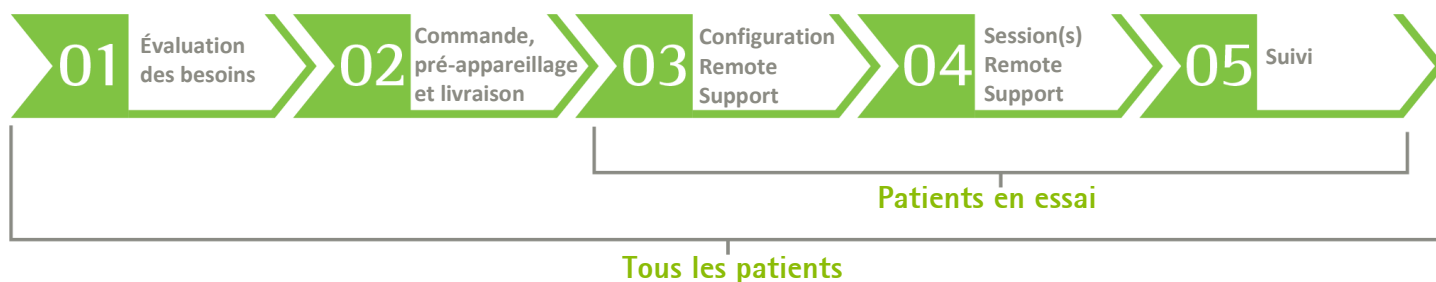 01
Évaluation
des besoins
02
Commande,
pré-appareillage
et livraison
03
Configuration
Remote
Support
04
Session(s)
Remote
Support
05
Suivi
Patients en essai
Tous les patients